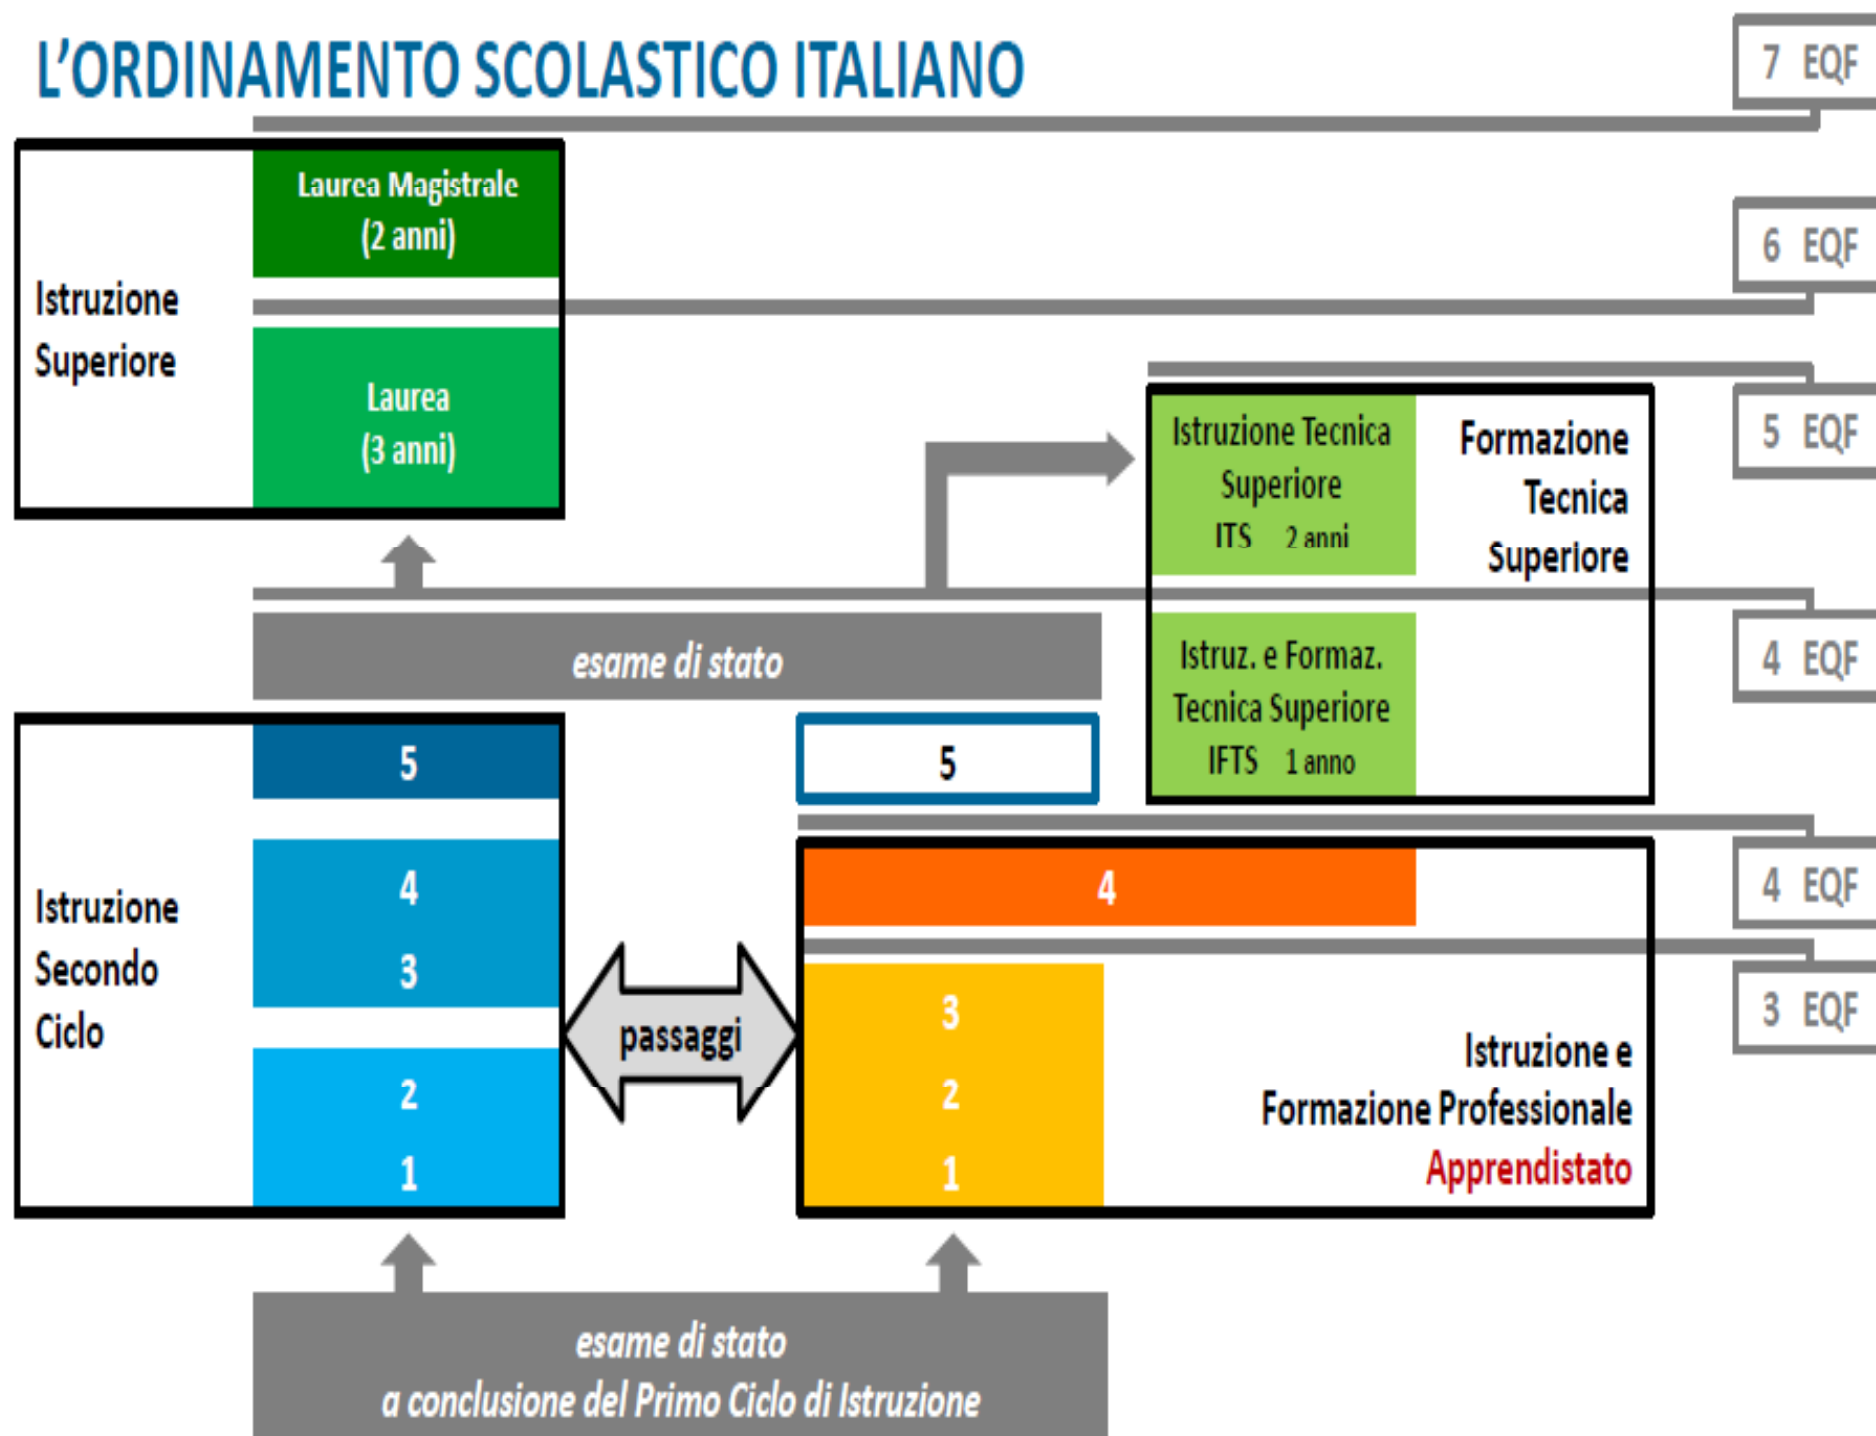 L'ORDINAMENTO SCOLASTICO ITALIANO
7 EQF
Laurea Magistrale
(2 anni)
6 EQF
Istruzione
Superiore
Laurea
(3 anni)
5 EQF
Istruzione Tecnica
Superiore
ITS 2 anni
Formazione
Tecnica
Superiore
esame di stato
4 EQF
Istruz. e Formaz.
Tecnica Superiore
IFTS 1 anno
Istruzione
Secondo
Ciclo
5
4
3
2
1
passaggi
5
4
4 EQF
3 EQF
3
2
1
Istruzione e
Formazione Professionale
Apprendistato
esame di stato
a conclusione del Primo Ciclo di Istruzione